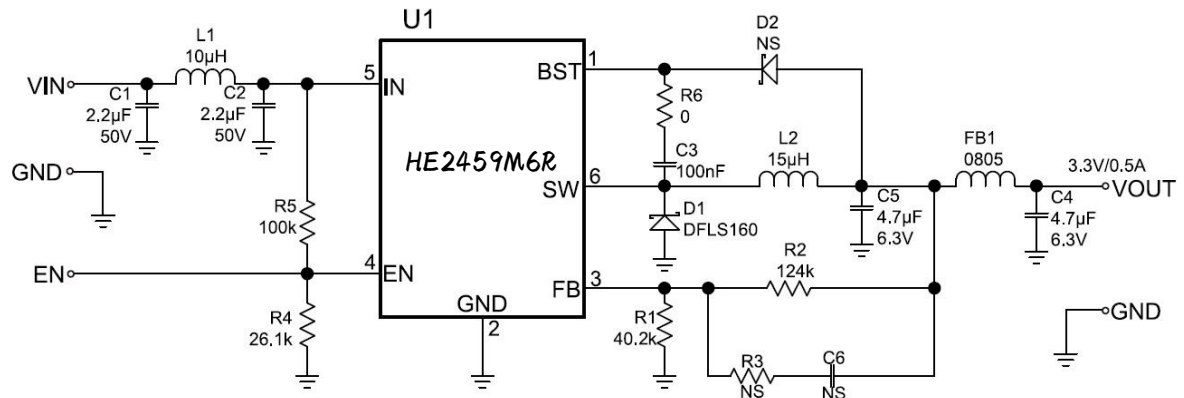 U1
D2
NS
L1
10µH
1
BST
VIN
5
IN
C1
2.2µF
50V
C2
2.2µF
50V
R6
0
HE2459M6R
C3
100nF
L2
15µH
FB1
0805
GND
SW
6
3.3V/0.5A
VOUT
R5
100k
D1
DFLS160
C5
4.7µF
6.3V
C4
4.7µF
6.3V
EN
4
EN
R2
124k
FB
3
GND
2
R4
26.1k
R1
40.2k
GND
R3
NS
C6
NS